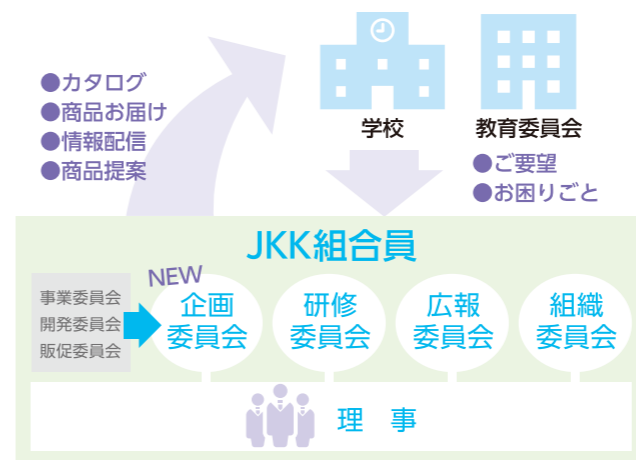 ●カタログ
●商品お届け
●情報配信
●商品提案
学校
教育委員会
●ご要望
●お困りごと
JKK組合員
NEW
事業委員会
開発委員会
販促委員会
企画
委員会
研修
委員会
広報
委員会
組織
委員会
理 事